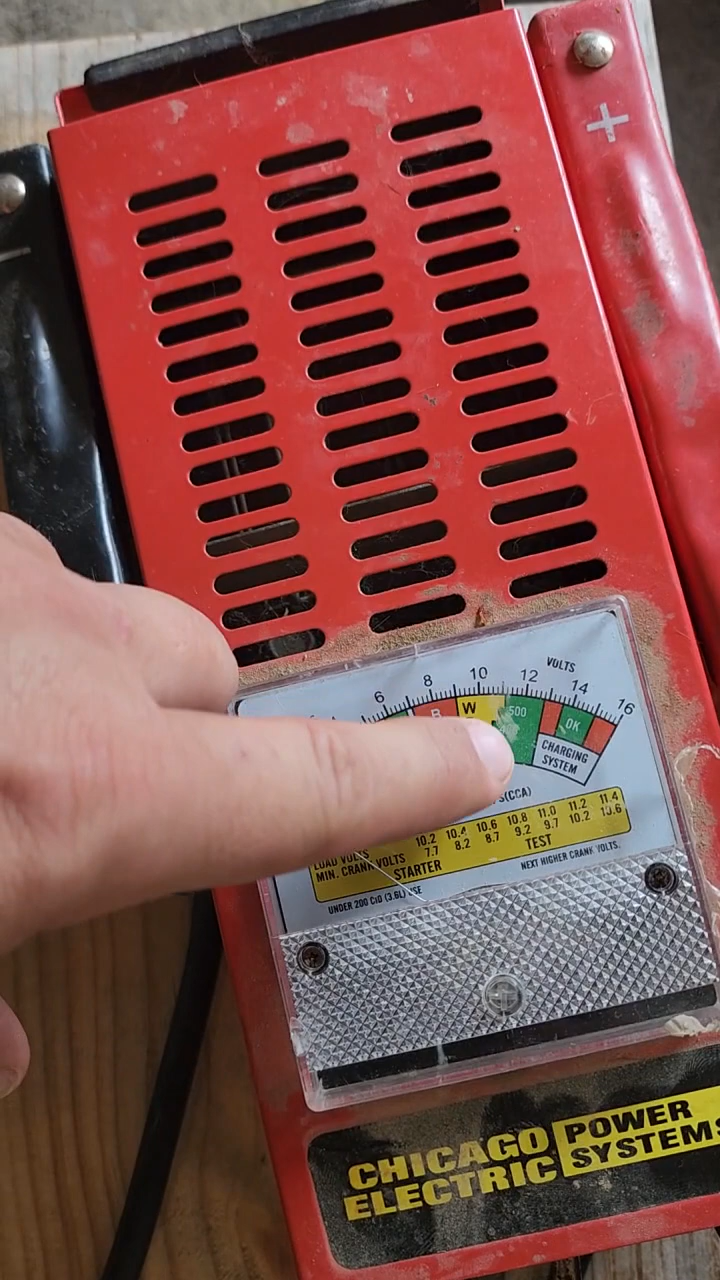 +
VOLTS
6 8 10 12 14 16
W 500 OK
CHARGING
SYSTEM
(CCA)
10.2 10.4 10.6 10.8 11.0 11.2 11.4
LOAD VOLTS
7.7 8.2 8.7 9.2 9.7 10.2 10.6
MIN. CRANK VOLTS
STARTER TEST
UNDER 200 CID (3.6L) USE NEXT HIGHER CRANK VOLTS.
CHICAGO
ELECTRIC
POWER
SYSTEMS